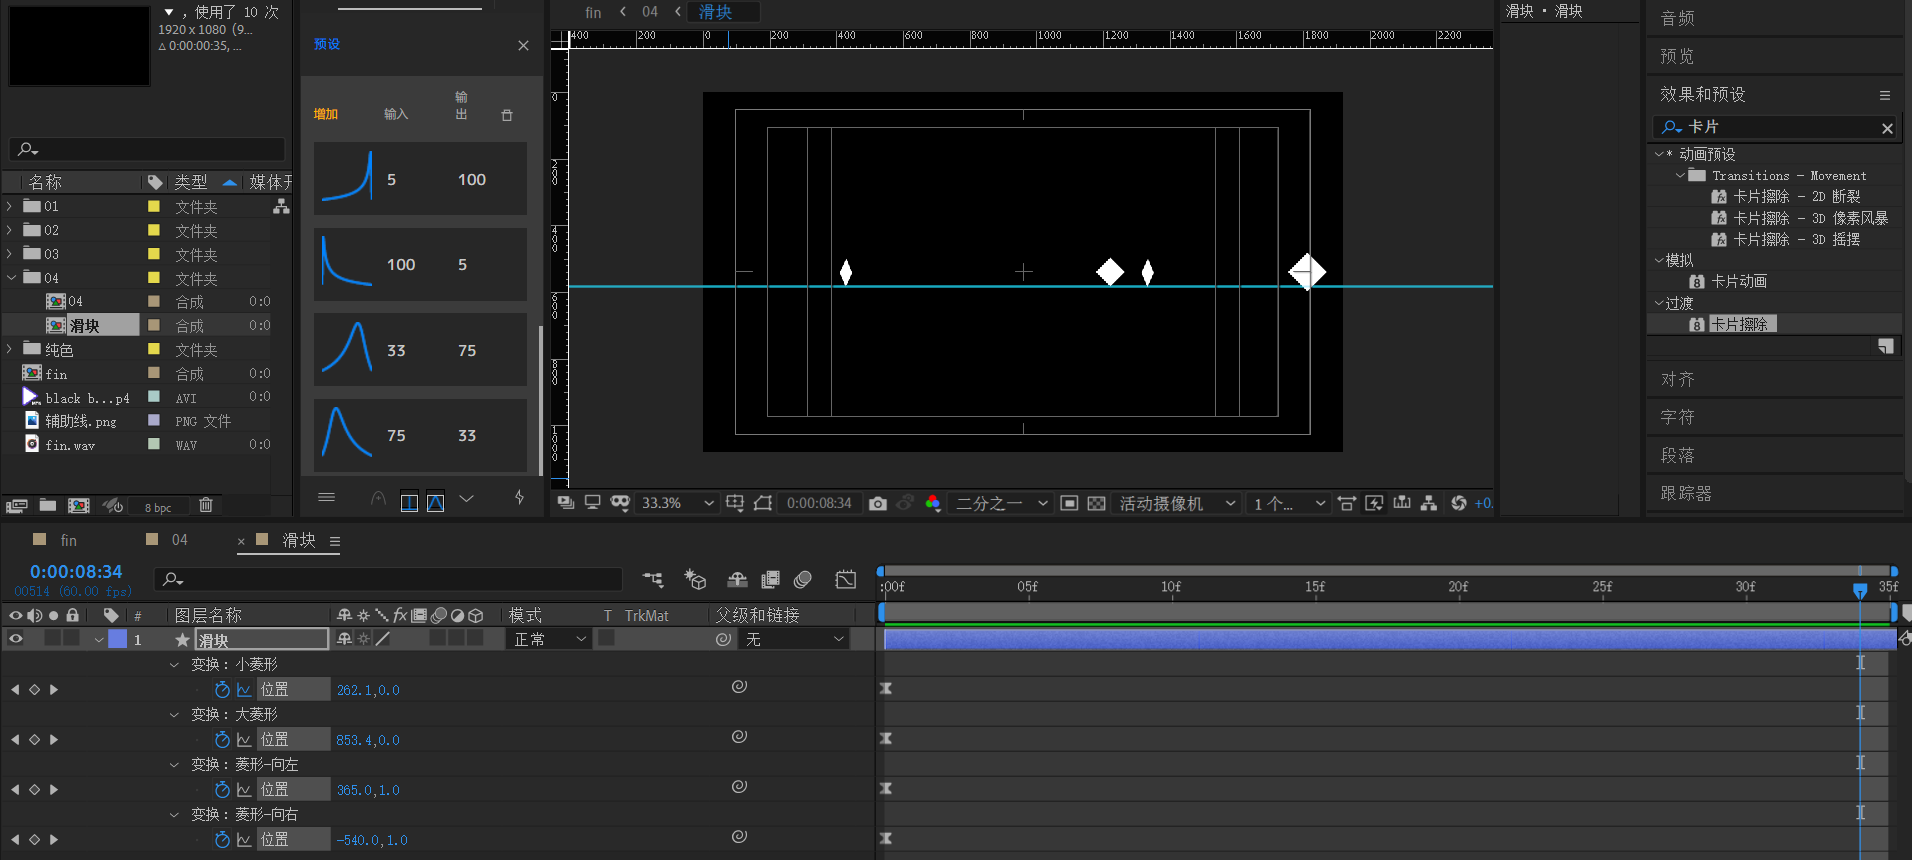 ，使用了 10 次
1920 x 1080 (9...
△ 0:00:00:35, ...
名称 类型 媒体开
01 文件夹
02 文件夹
03 文件夹
04 文件夹
04 合成 0:0
滑块 合成 0:0
纯色 文件夹
fin 合成 0:0
black b...p4 AVI 0:0
辅助线.png PNG 文件
fin.wav WAV 0:0
8 bpc
预设
增加 输入 输出
5 100
100 5
33 75
75 33
fin 04 滑块
400 200 0 200 400 600 800 1000 1200 1400 1600 1800 2000 2200
0
200
400
600
800
1000
33.3% 0:00:08:34 二分之一 活动摄像机 1 个... +0.
滑块 · 滑块
音频
预览
效果和预设
卡片
* 动画预设
Transitions - Movement
卡片擦除 - 2D 断裂
卡片擦除 - 3D 像素风暴
卡片擦除 - 3D 摇摆
模拟
8 卡片动画
过渡
8 卡片擦除
对齐
字符
段落
跟踪器
fin 04 × 滑块
0:00:08:34
00514 (60.00 fps)
:00f 05f 10f 15f 20f 25f 30f 35f
# 图层名称 fx 模式 T TrkMat 父级和链接
1 滑块 正常 无
变换：小菱形
位置 262.1,0.0
变换：大菱形
位置 853.4,0.0
变换：菱形-向左
位置 365.0,1.0
变换：菱形-向右
位置 -540.0,1.0